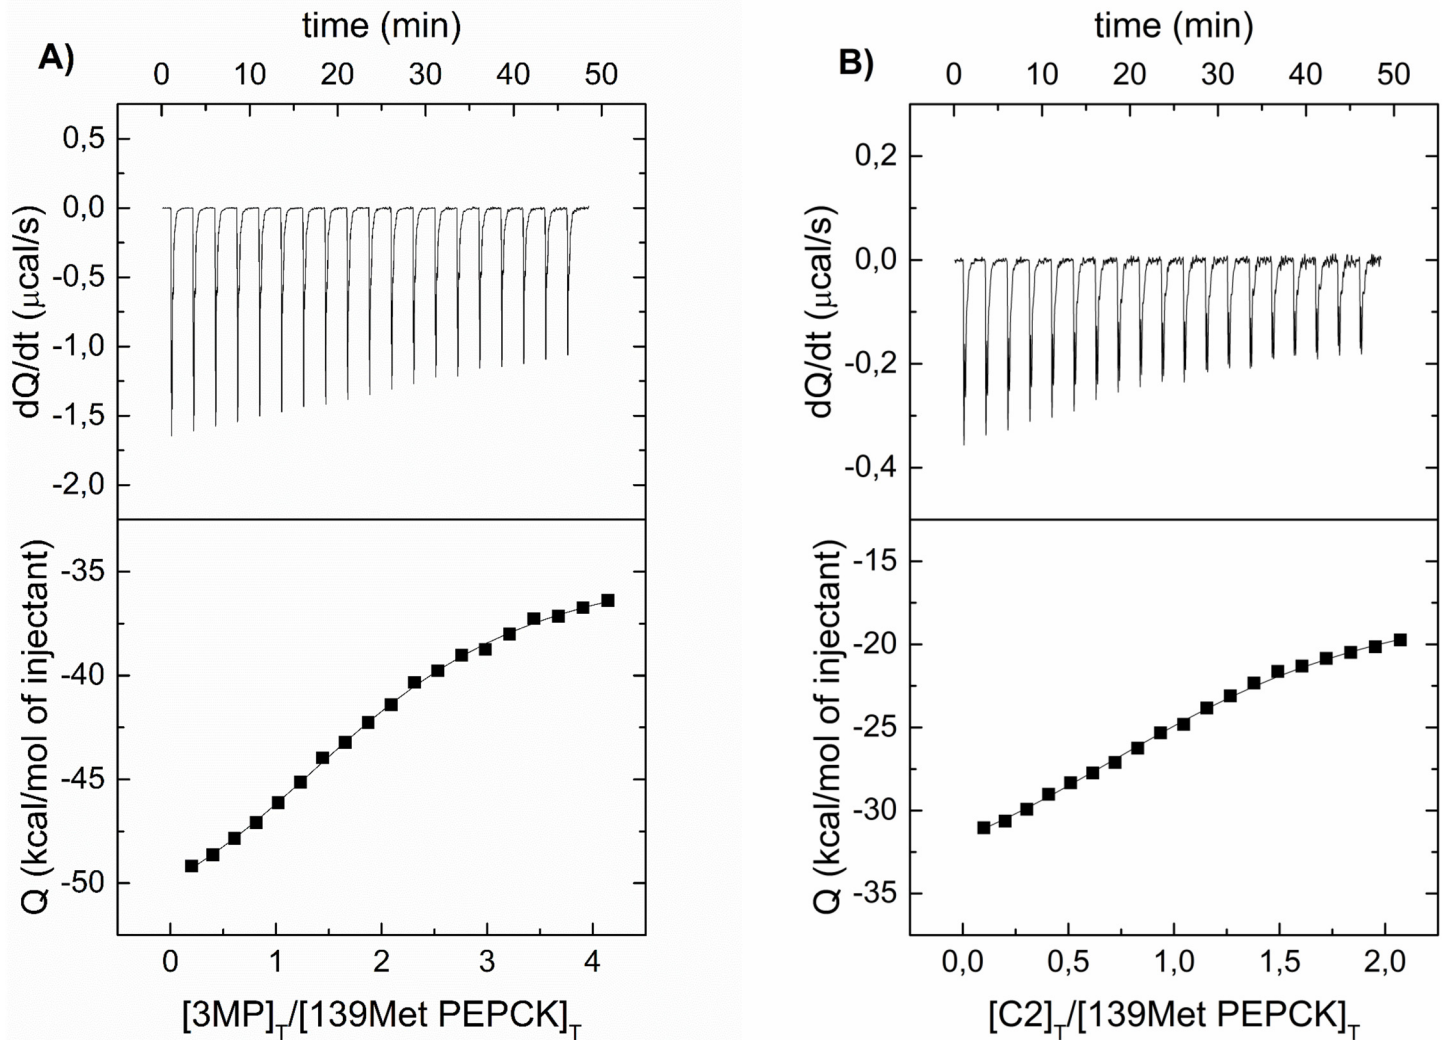 A)
time (min)
0 10 20 30 40 50
dQ/dt (μcal/s)
0,5
0,0
-0,5
-1,0
-1,5
-2,0
Q (kcal/mol of injectant)
-35
-40
-45
-50
0 1 2 3 4
[3MP]T/[139Met PEPCK]T
B)
time (min)
0 10 20 30 40 50
dQ/dt (μcal/s)
0,2
0,0
-0,2
-0,4
Q (kcal/mol of injectant)
-15
-20
-25
-30
-35
0,0 0,5 1,0 1,5 2,0
[C2]T/[139Met PEPCK]T